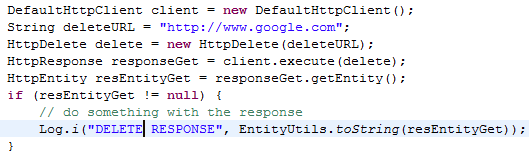 DefaultHttpClient client = new DefaultHttpClient();
String deleteURL = "http://www.google.com";
HttpDelete delete = new HttpDelete(deleteURL);
HttpResponse responseGet = client.execute(delete);
HttpEntity resEntityGet = responseGet.getEntity();
if (resEntityGet != null) {
    // do something with the response
    Log.i("DELETE RESPONSE", EntityUtils.toString(resEntityGet));
}